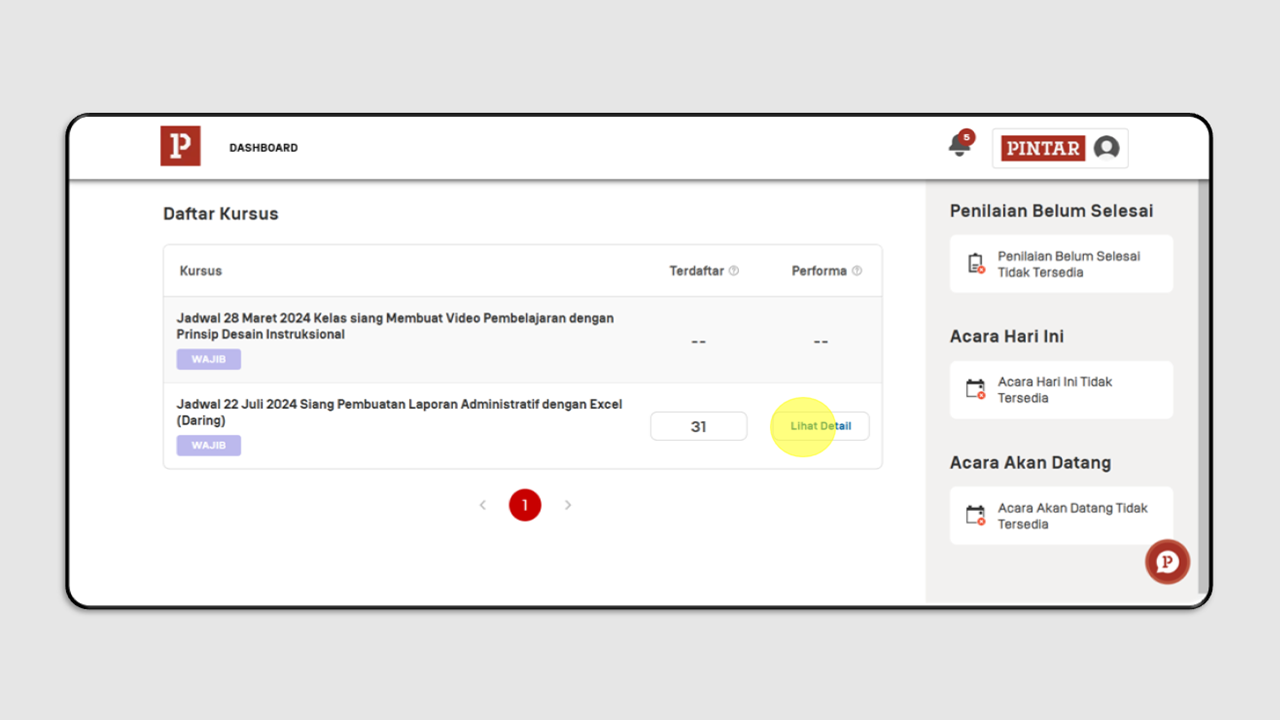 P
DASHBOARD
5
PINTAR
Daftar Kursus
Kursus
Terdaftar ?
Performa ?
Jadwal 28 Maret 2024 Kelas siang Membuat Video Pembelajaran dengan
Prinsip Desain Instruksional
WAJIB
--
--
Jadwal 22 Juli 2024 Siang Pembuatan Laporan Administratif dengan Excel
(Daring)
WAJIB
31
Lihat Detail
< 1 >
Penilaian Belum Selesai
Penilaian Belum Selesai
Tidak Tersedia
Acara Hari Ini
Acara Hari Ini Tidak
Tersedia
Acara Akan Datang
Acara Akan Datang Tidak
Tersedia
P